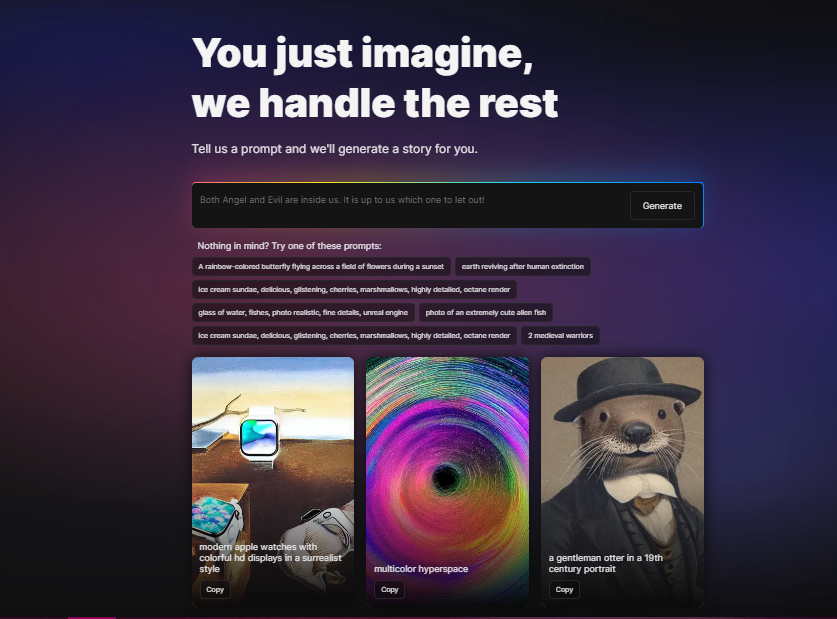 You just imagine,
we handle the rest
Tell us a prompt and we'll generate a story for you.
Both Angel and Evil are inside us. It is up to us which one to let out!
Generate
Nothing in mind? Try one of these prompts:
A rainbow-colored butterfly flying across a field of flowers during a sunset
earth reviving after human extinction
ice cream sundae, delicious, glistening, cherries, marshmallows, highly detailed, octane render
glass of water, fishes, photo realistic, fine details, unreal engine
photo of an extremely cute alien fish
ice cream sundae, delicious, glistening, cherries, marshmallows, highly detailed, octane render
2 medieval warriors
modern apple watches with
colorful hd displays in a surrealist
style
Copy
multicolor hyperspace
Copy
a gentleman otter in a 19th
century portrait
Copy